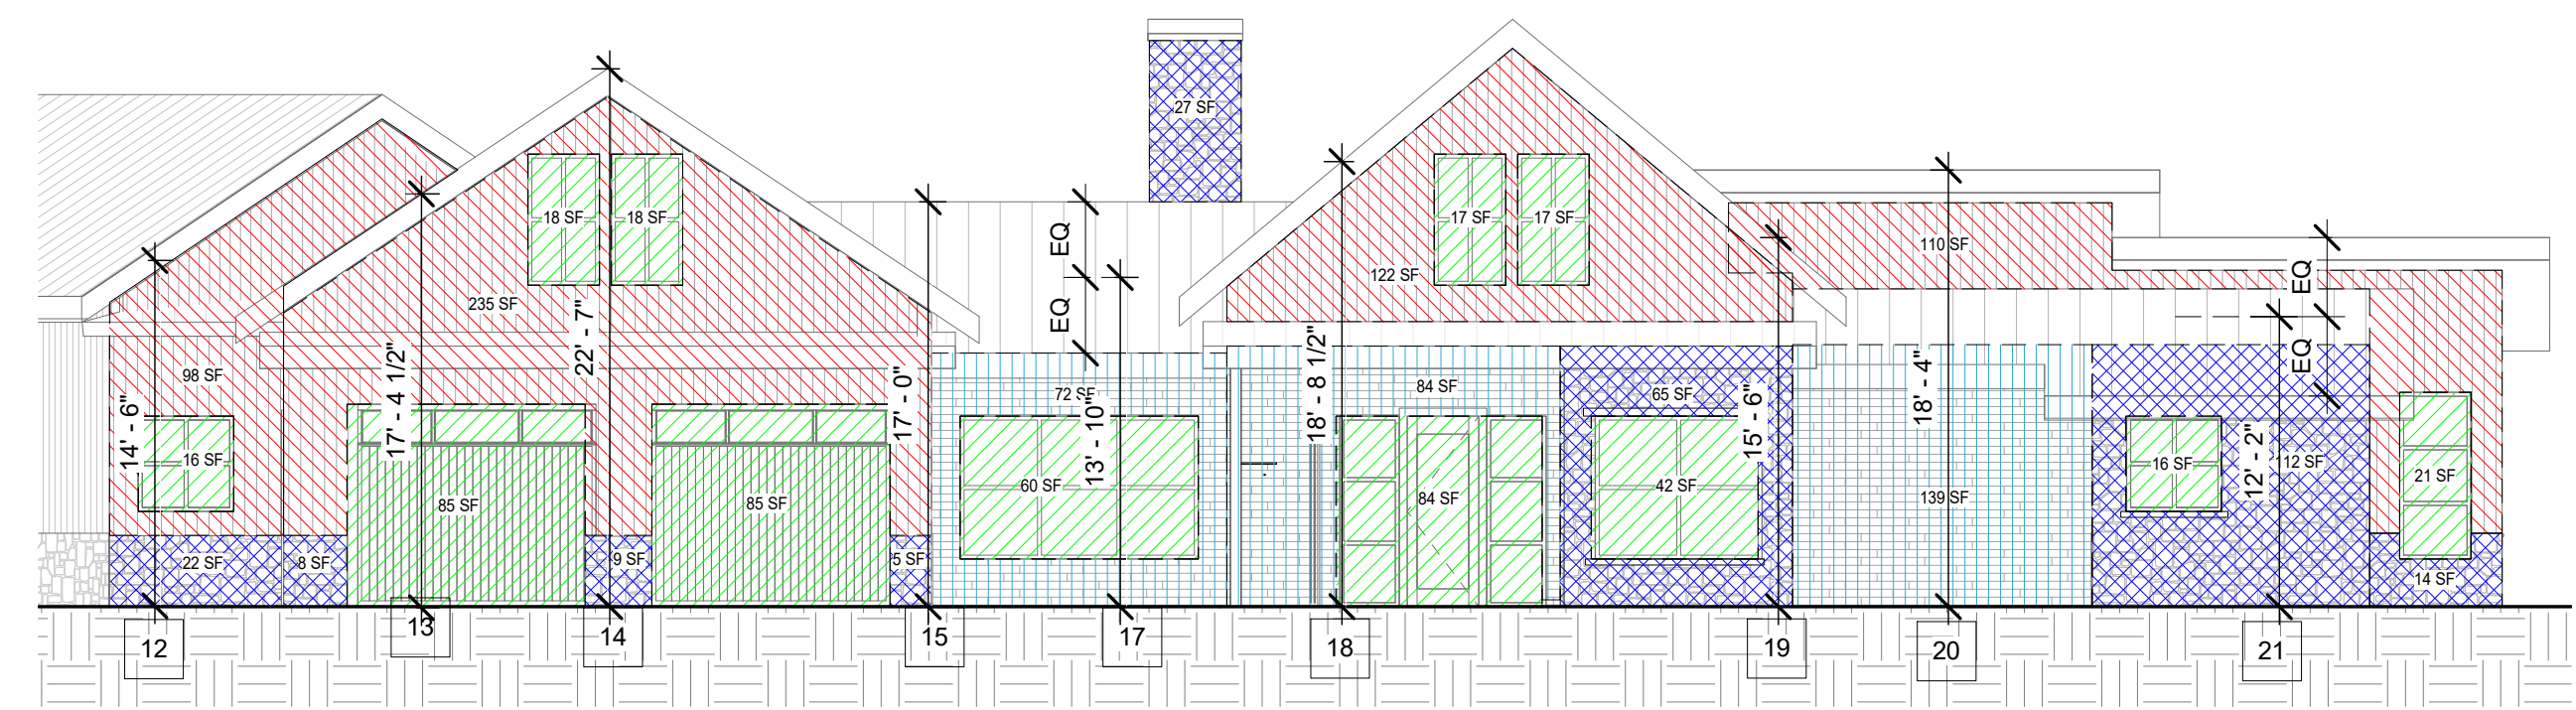 27 SF
18 SF
18 SF
17 SF
17 SF
EQ
110 SF
122 SF
EQ
235 SF
EQ
22' - 7"
EQ
98 SF
17' - 4 1/2"
18' - 8 1/2"
84 SF
65 SF
18' - 4"
72 SF
14' - 6"
17' - 0"
13' - 10"
15' - 6"
12' - 2"
16 SF
16 SF
112 SF
21 SF
85 SF
85 SF
60 SF
84 SF
42 SF
139 SF
22 SF
8 SF
9 SF
5 SF
14 SF
12
13
14
15
17
18
19
20
21